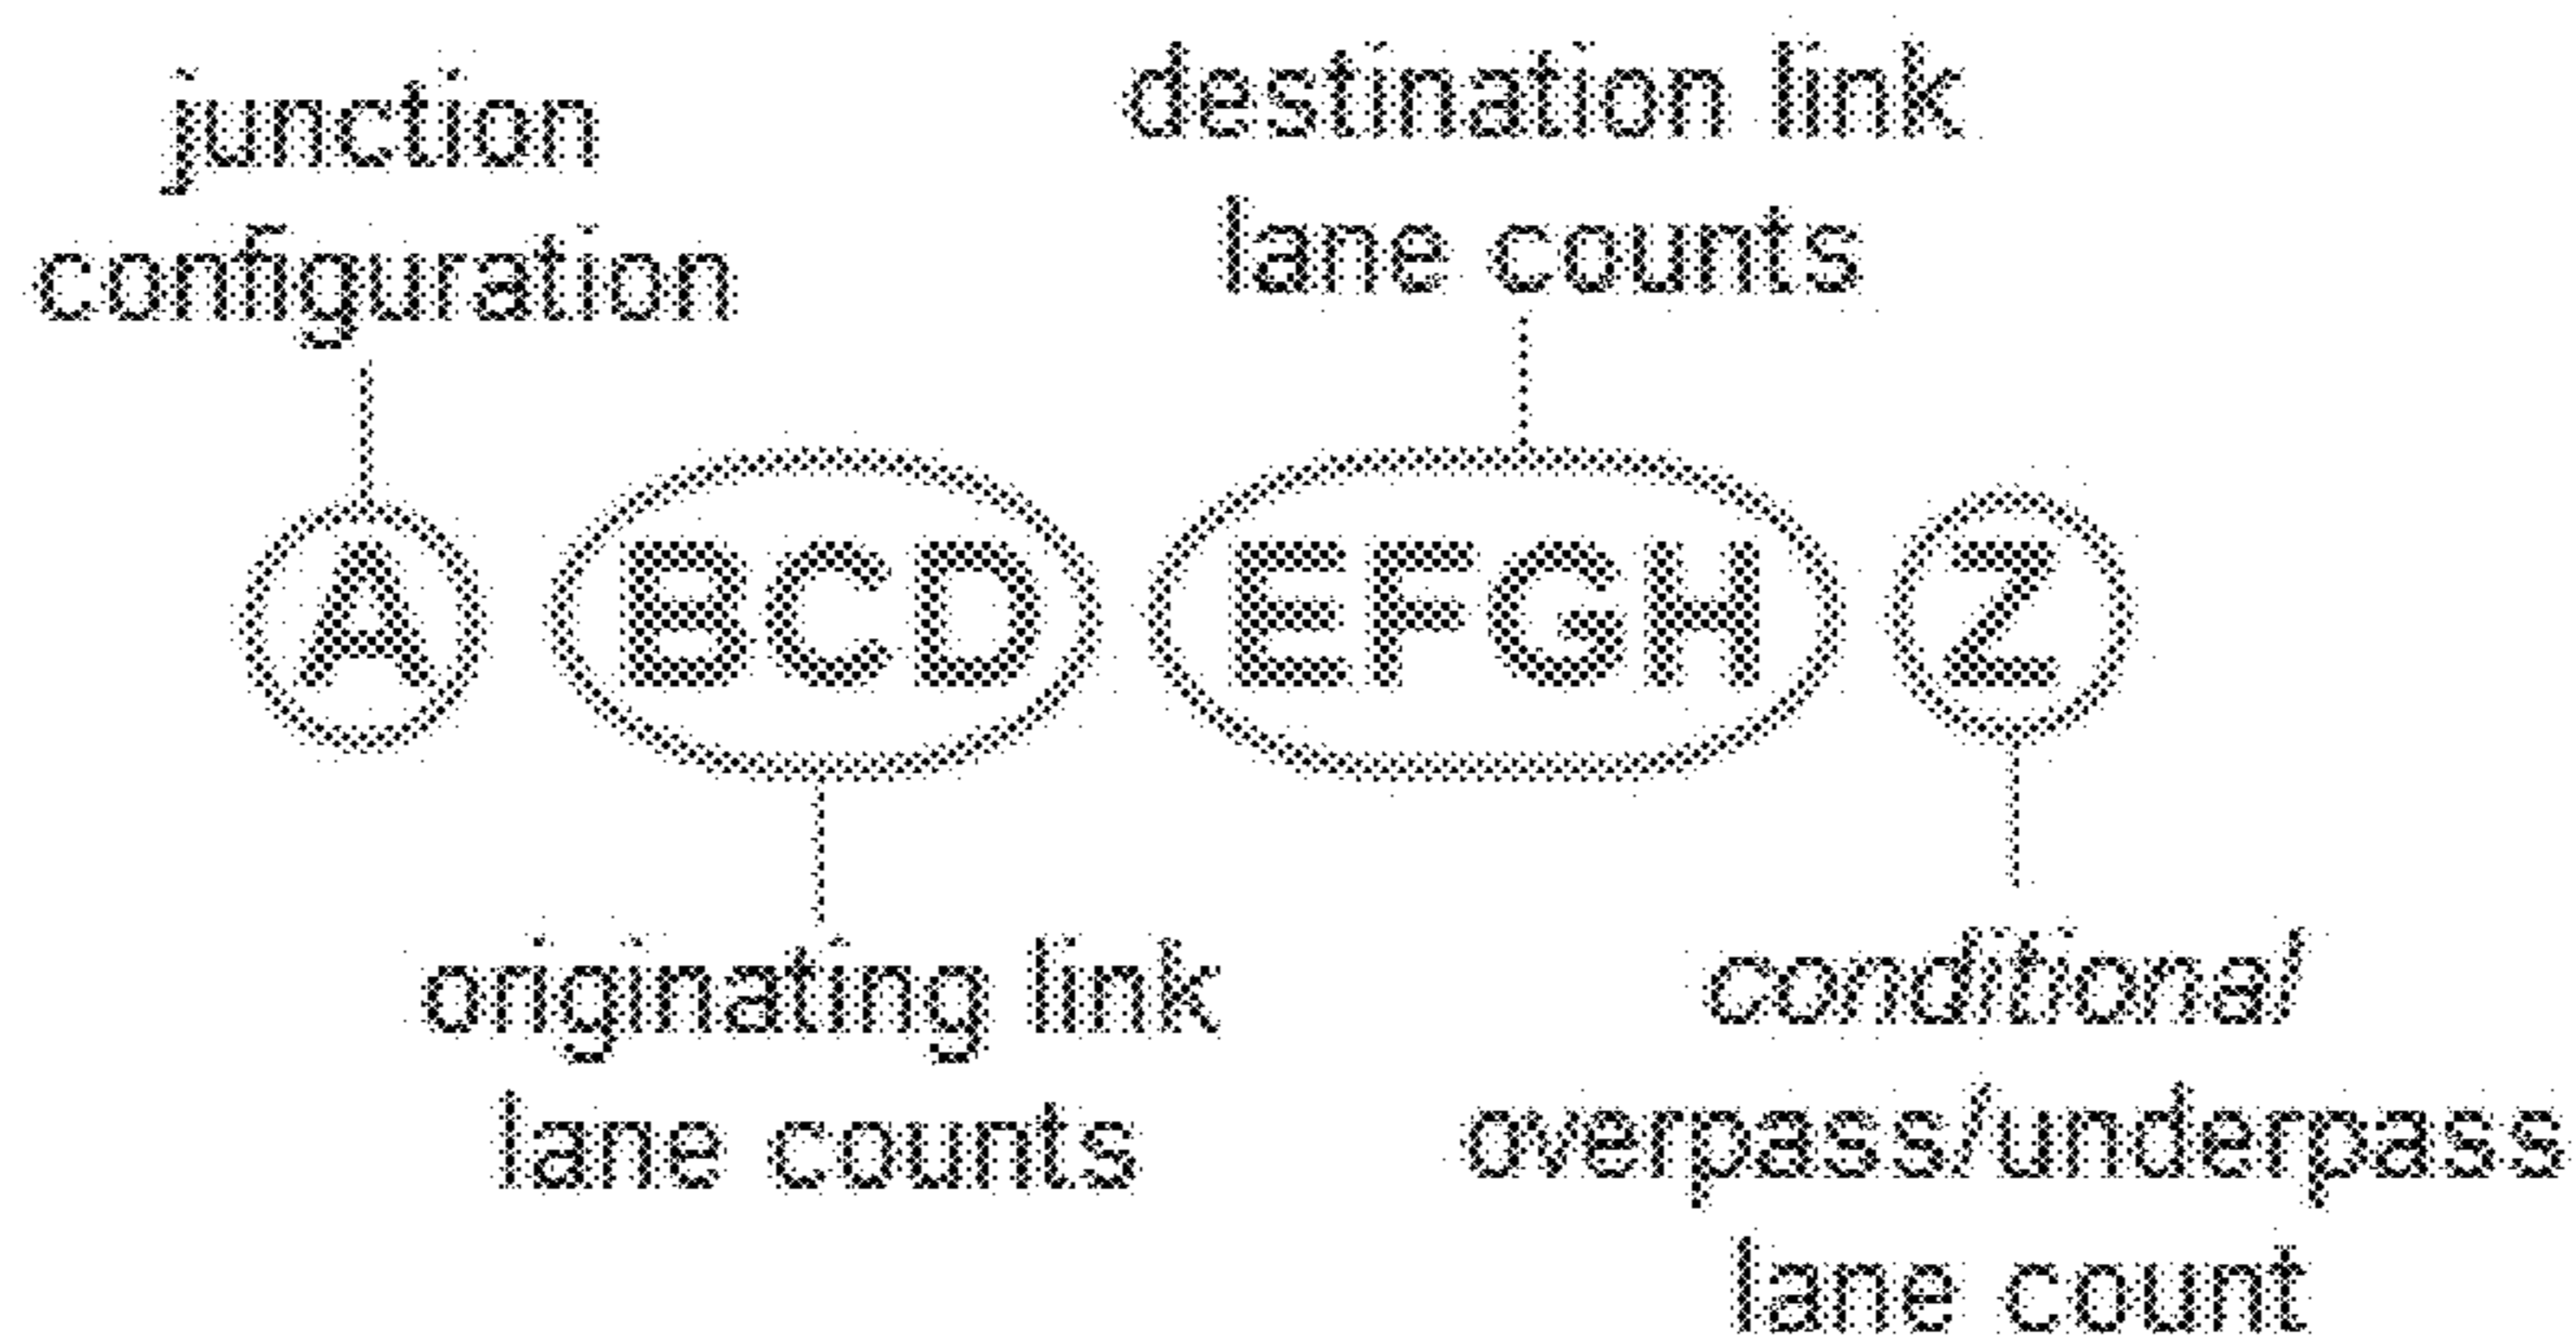 junction
configuration
destination link
lane counts
A BCD EFGH Z
originating link
lane counts
conditional
overpass/underpass
lane count